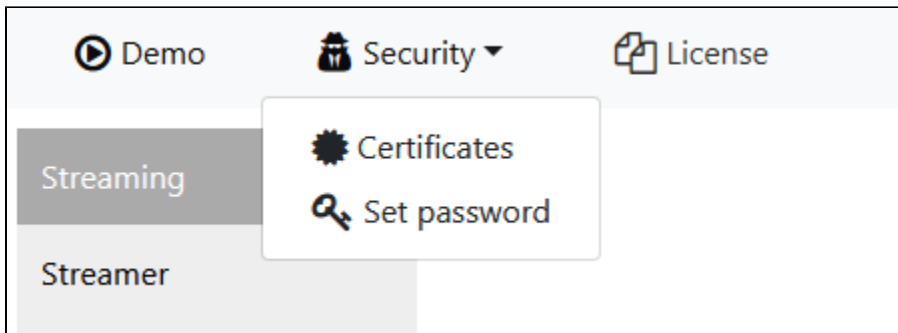 Demo Security License
Certificates
Streaming
Set password
Streamer